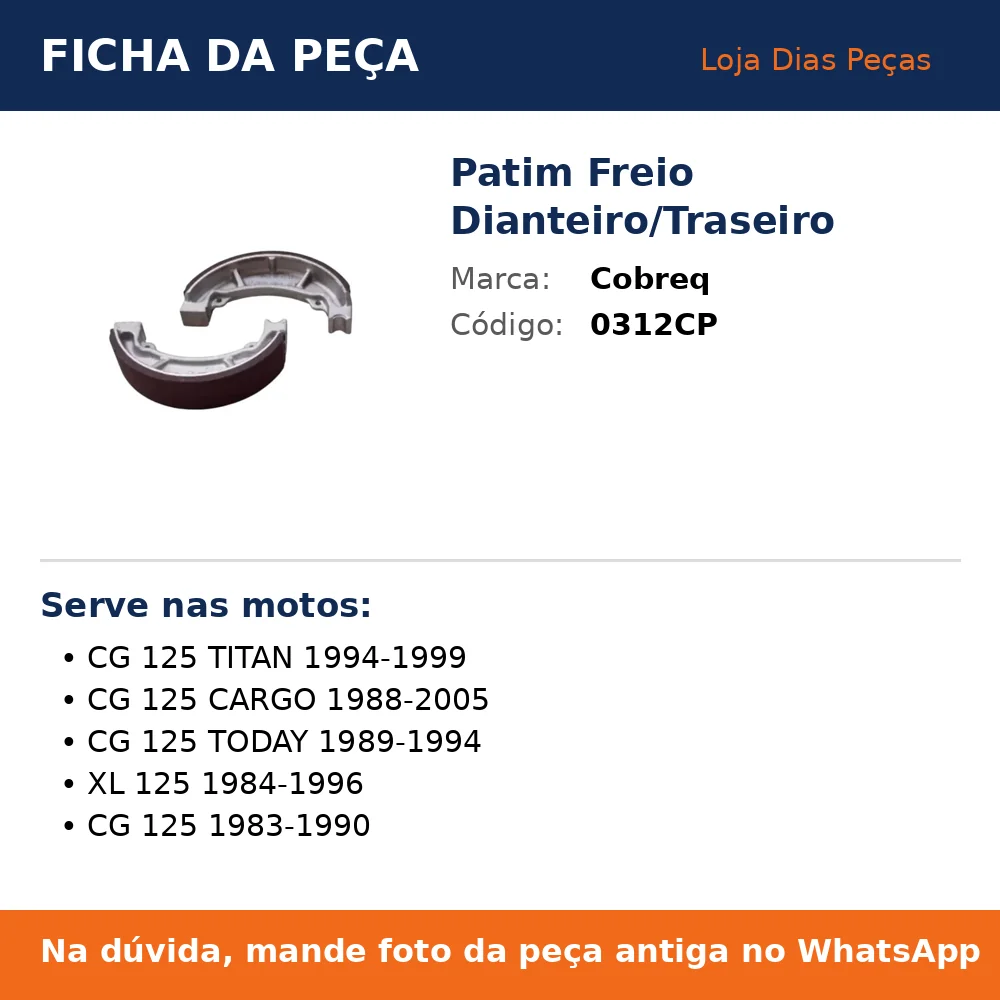 FICHA DA PEÇA
Loja Dias Peças
Patim Freio
Dianteiro/Traseiro
Marca: Cobreq
Código: 0312CP
Serve nas motos:
• CG 125 TITAN 1994-1999
• CG 125 CARGO 1988-2005
• CG 125 TODAY 1989-1994
• XL 125 1984-1996
• CG 125 1983-1990
Na dúvida, mande foto da peça antiga no WhatsApp